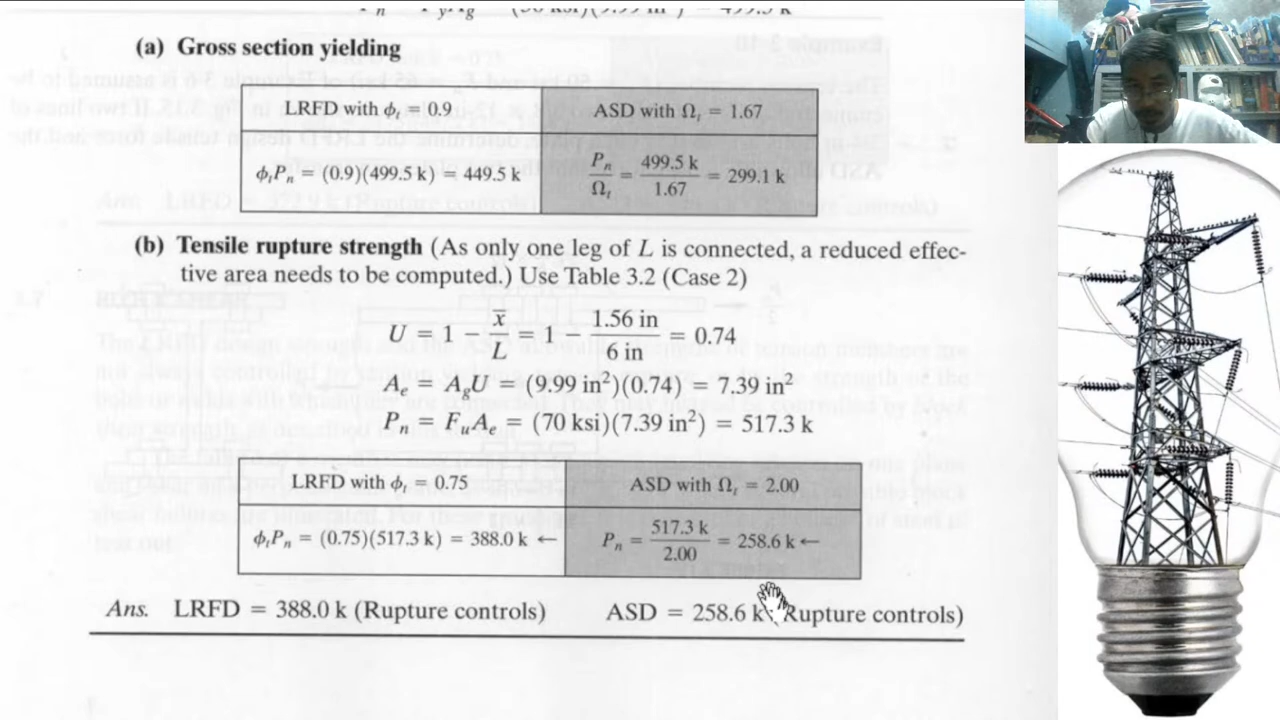 (a) Gross section yielding
LRFD with ϕₜ = 0.9
ASD with Ωₜ = 1.67
ϕₜPₙ = (0.9)(499.5 k) = 449.5 k
Pₙ/Ωₜ = 499.5 k/1.67 = 299.1 k
(b) Tensile rupture strength (As only one leg of L is connected, a reduced effec-
tive area needs to be computed.) Use Table 3.2 (Case 2)
U = 1 − x̅/L = 1 − 1.56 in/6 in = 0.74
Aₑ = A_gU = (9.99 in²)(0.74) = 7.39 in²
Pₙ = FᵤAₑ = (70 ksi)(7.39 in²) = 517.3 k
LRFD with ϕₜ = 0.75
ASD with Ωₜ = 2.00
ϕₜPₙ = (0.75)(517.3 k) = 388.0 k ←
Pₙ = 517.3 k/2.00 = 258.6 k ←
Ans. LRFD = 388.0 k (Rupture controls) ASD = 258.6 k (Rupture controls)